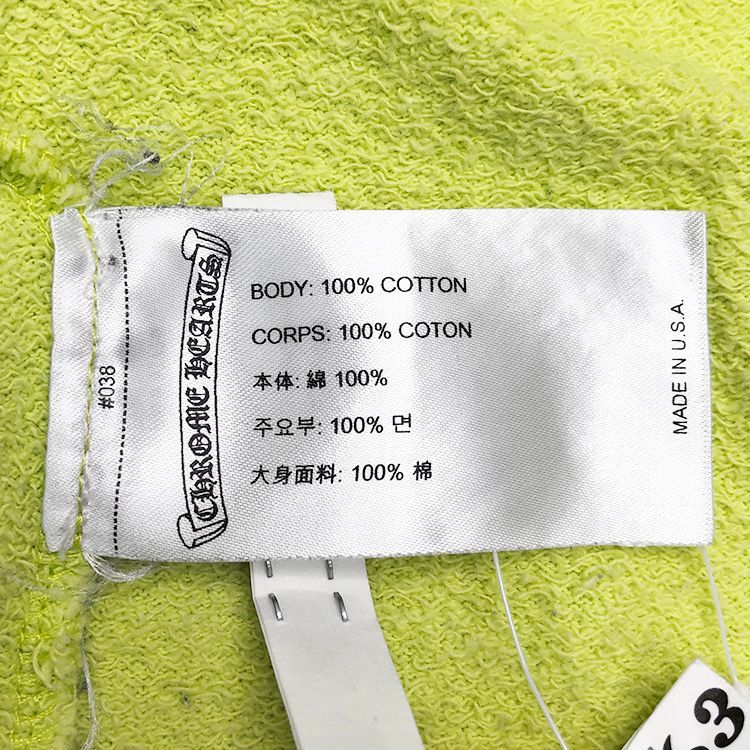 #038
CHROME HEARTS
BODY: 100% COTTON
CORPS: 100% COTON
本体: 綿 100%
주요부: 100% 면
大身面料: 100% 棉
MADE IN U.S.A.
3